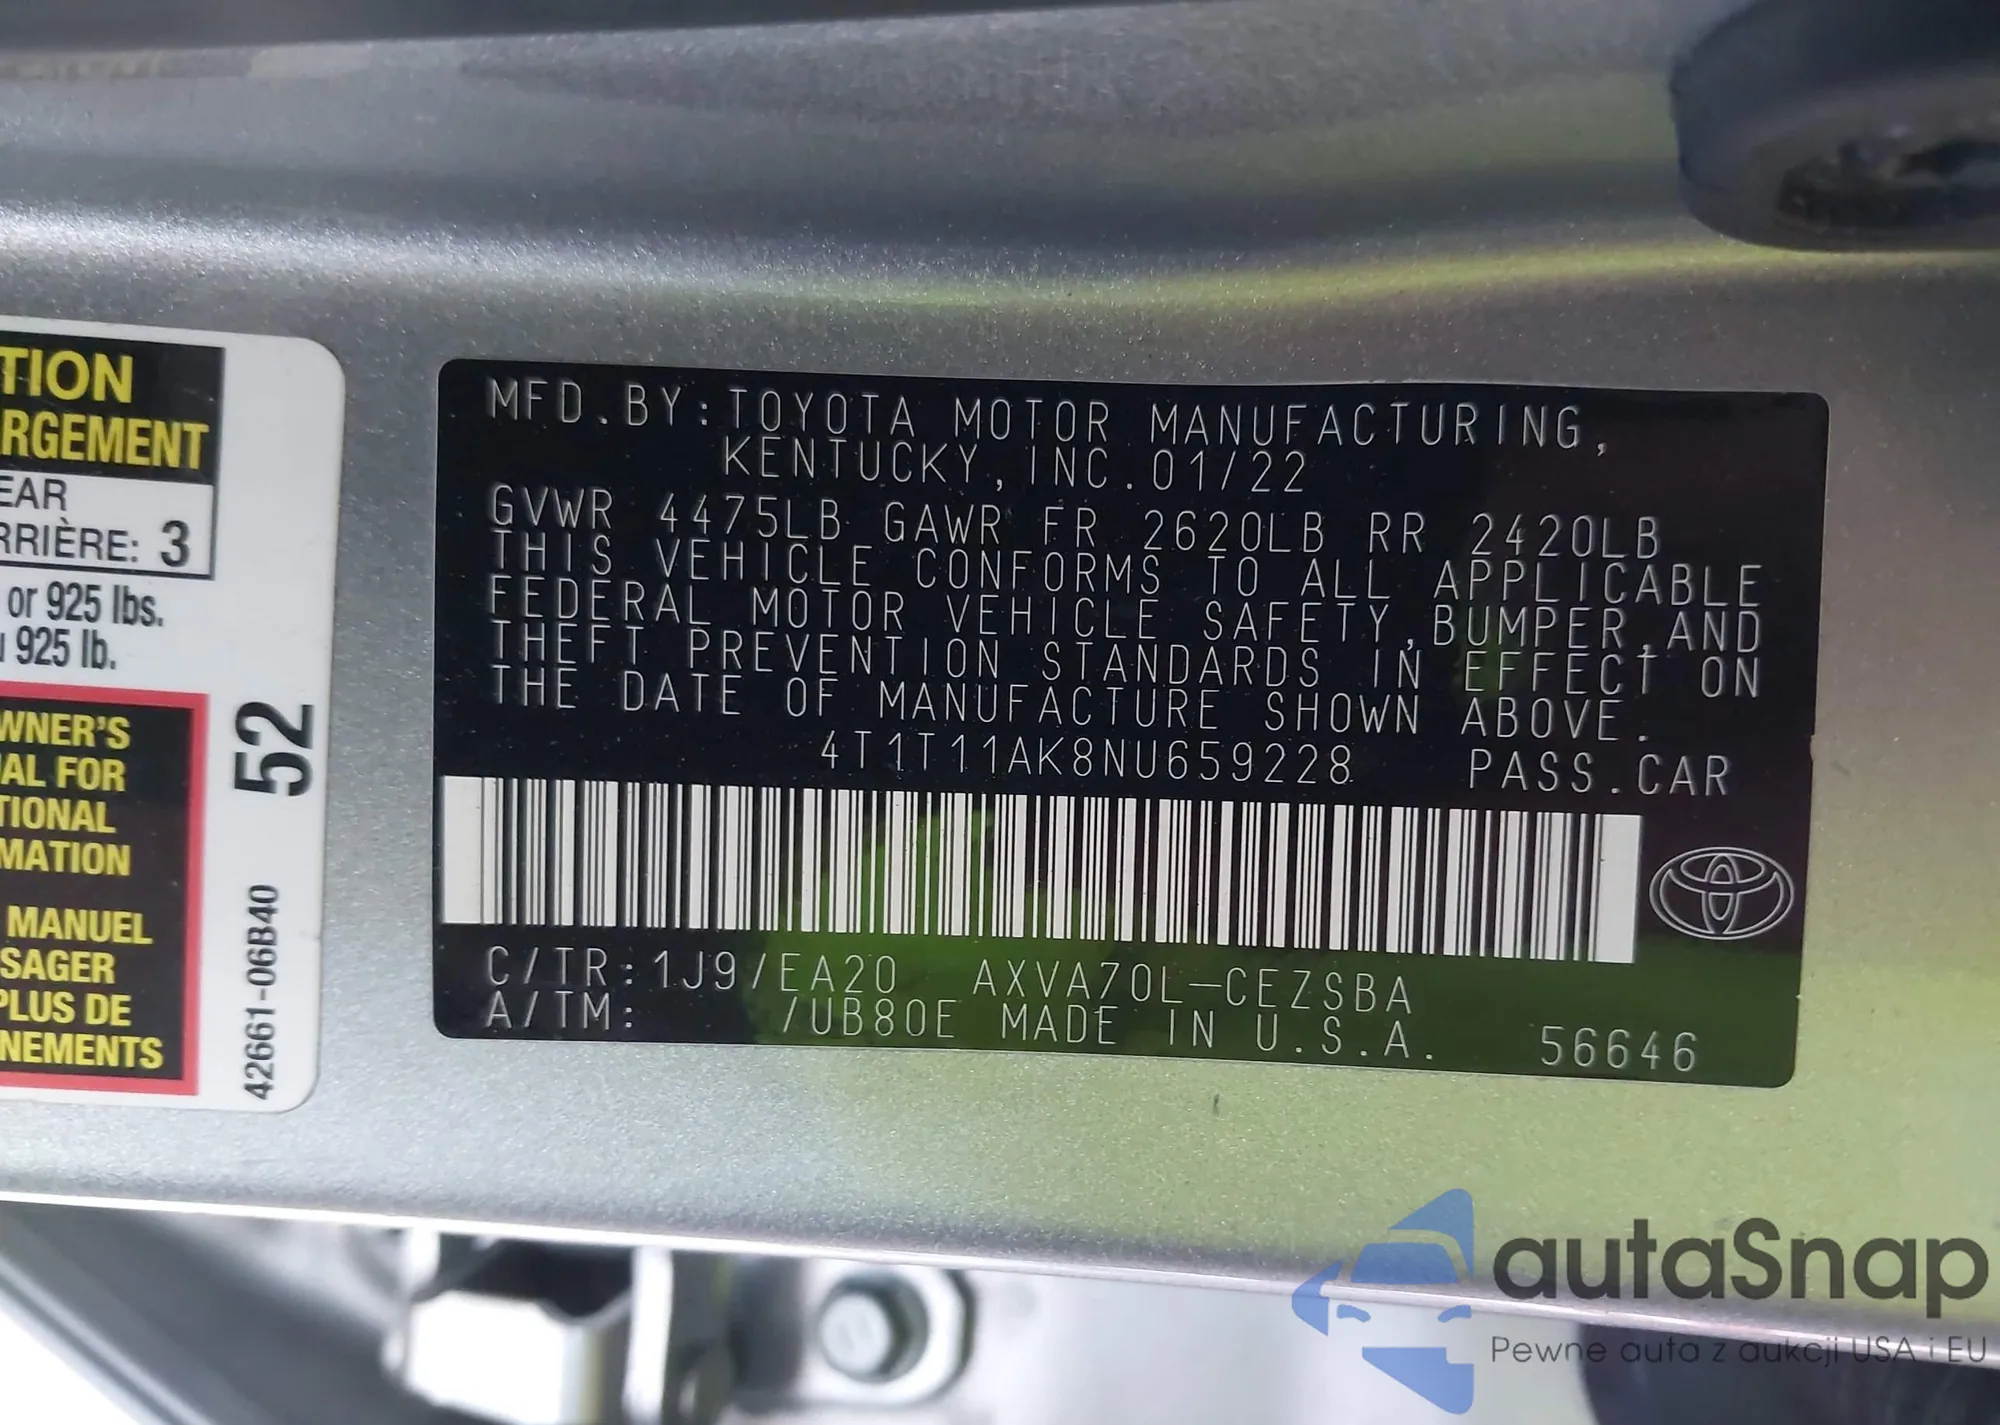 TION
RGEMENT
EAR
RRIÈRE: 3
or 925 lbs.
925 lb.
WNER'S
AL FOR
TIONAL
MATION
MANUEL
SAGER
PLUS DE
NEMENTS
52
42661-06B40
MFD.BY:TOYOTA MOTOR MANUFACTURING,
KENTUCKY,INC.01/22
GVWR 4475LB GAWR FR 2620LB RR 2420LB
THIS VEHICLE CONFORMS TO ALL APPLICABLE
FEDERAL MOTOR VEHICLE SAFETY,BUMPER,AND
THEFT PREVENTION STANDARDS IN EFFECT ON
THE DATE OF MANUFACTURE SHOWN ABOVE.
4T1T11AK8NU659228 PASS.CAR
C/TR:1J9/EA20 AXVA70L-CEZSBA
A/TM: /UB80E MADE IN U.S.A. 56646
autaSnap
Pewne auta z aukcji USA i EU